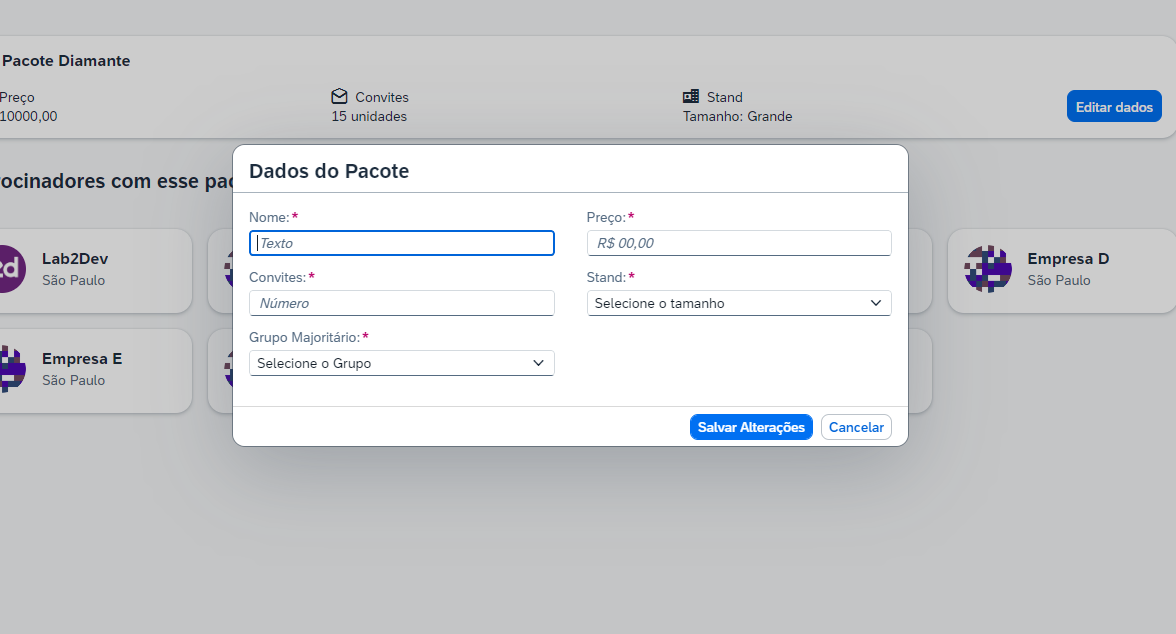 Pacote Diamante
Preço
Convites
Stand
10000,00
15 unidades
Tamanho: Grande
Editar dados
rocinadores com esse pac
Dados do Pacote
Nome:*
Preço:*
Texto
R$ 00,00
Convites:*
Stand:*
Número
Selecione o tamanho
Grupo Majoritário:*
Selecione o Grupo
Salvar Alterações
Cancelar
Lab2Dev
São Paulo
Empresa D
São Paulo
Empresa E
São Paulo